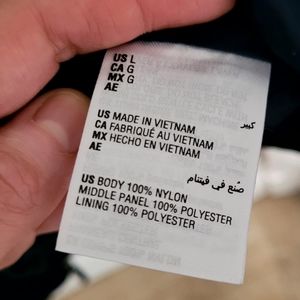 US L
CA G
MX G
AE كبير
US MADE IN VIETNAM
CA FABRIQUÉ AU VIETNAM
MX HECHO EN VIETNAM
AE
صُنع في فيتنام
US BODY 100% NYLON
MIDDLE PANEL 100% POLYESTER
LINING 100% POLYESTER